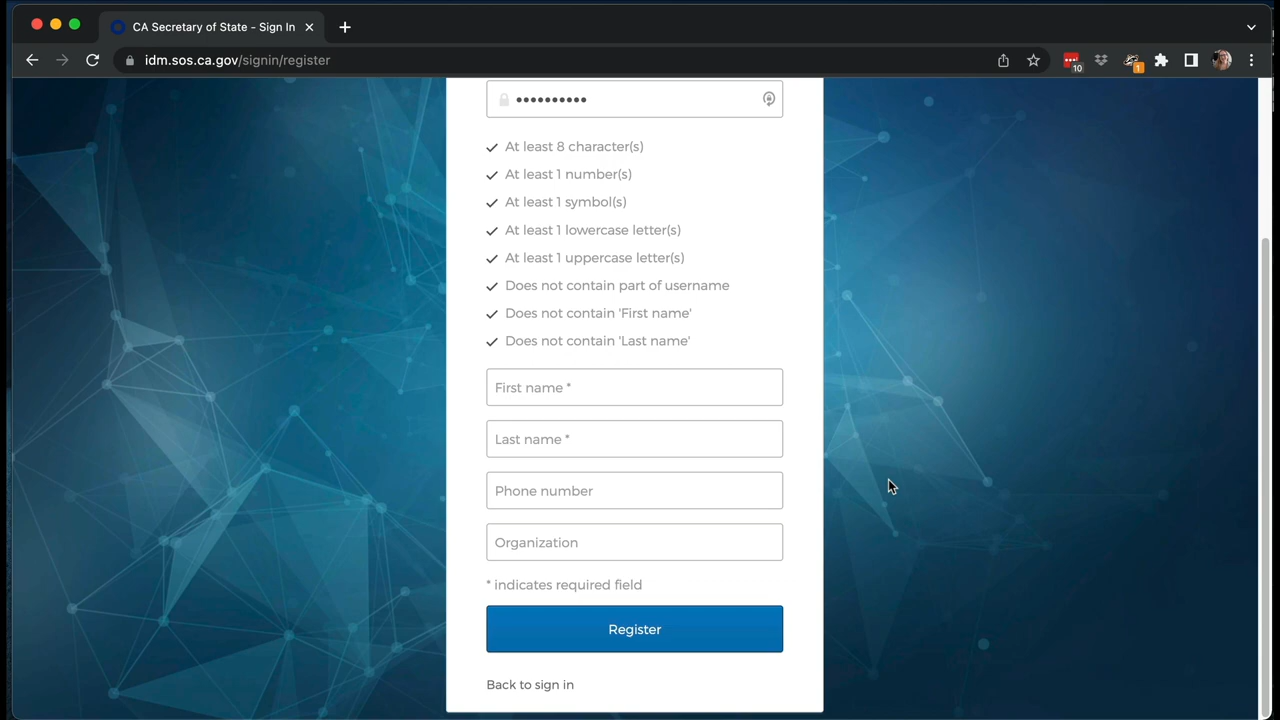 CA Secretary of State - Sign In
idm.sos.ca.gov/signin/register
10
1
••••••••••
At least 8 character(s)
At least 1 number(s)
At least 1 symbol(s)
At least 1 lowercase letter(s)
At least 1 uppercase letter(s)
Does not contain part of username
Does not contain 'First name'
Does not contain 'Last name'
First name *
Last name *
Phone number
Organization
* indicates required field
Register
Back to sign in